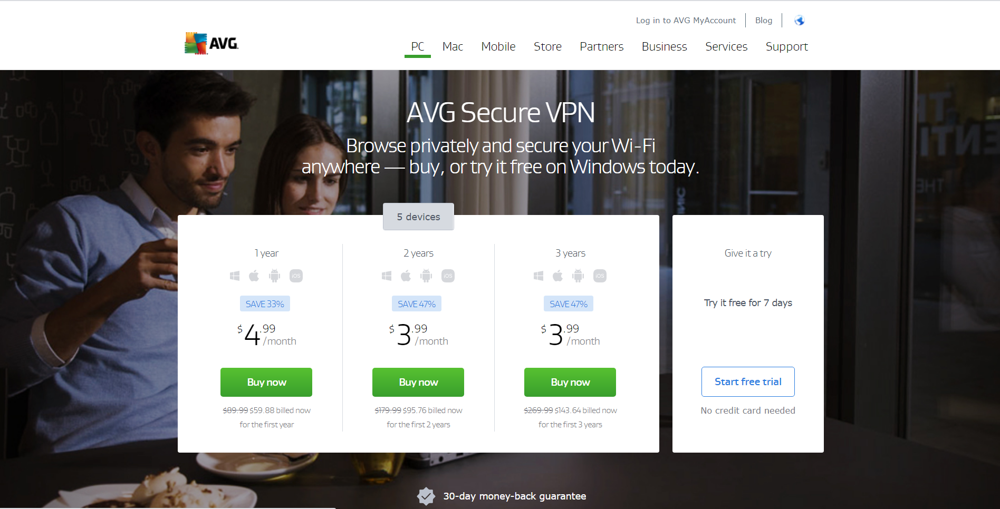 Log in to AVG MyAccount
Blog
AVG
PC
Mac
Mobile
Store
Partners
Business
Services
Support
AVG Secure VPN
Browse privately and secure your Wi-Fi
anywhere — buy, or try it free on Windows today.
5 devices
1 year
iOS
SAVE 33%
$4.99
/month
Buy now
$89.99 $59.88 billed now
for the first year
2 years
iOS
SAVE 47%
$3.99
/month
Buy now
$179.99 $95.76 billed now
for the first 2 years
3 years
iOS
SAVE 47%
$3.99
/month
Buy now
$269.99 $143.64 billed now
for the first 3 years
Give it a try
Try it free for 7 days
Start free trial
No credit card needed
30-day money-back guarantee